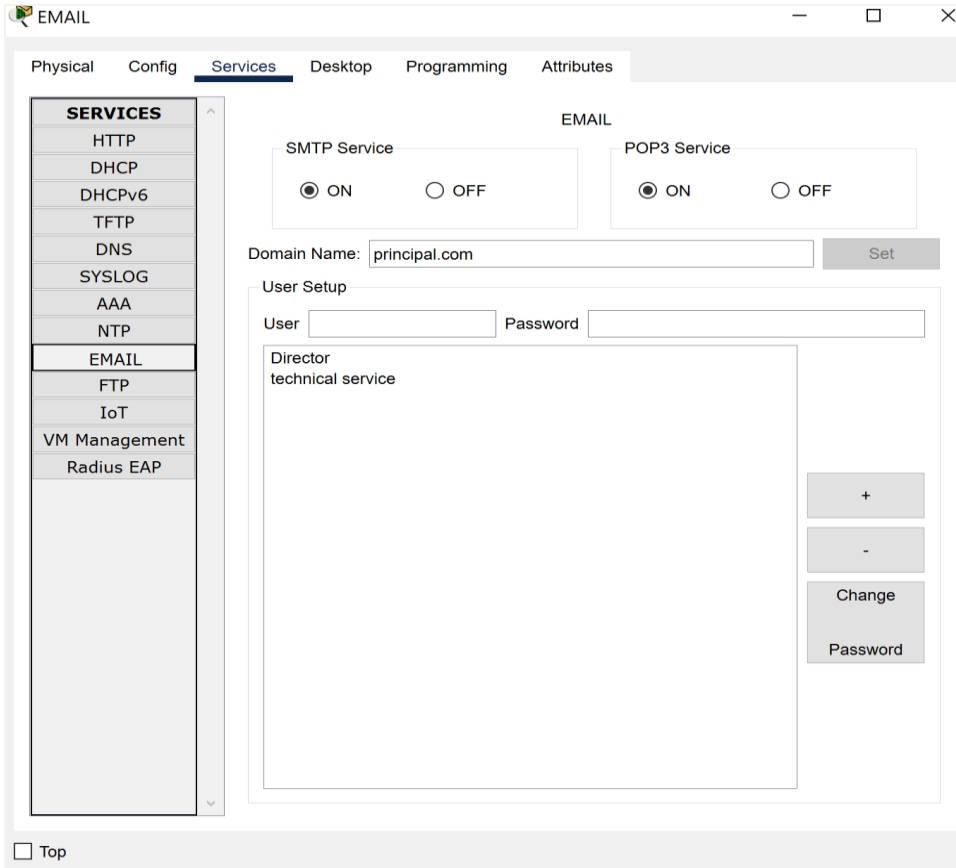 EMAIL
Physical Config Services Desktop Programming Attributes
SERVICES
HTTP
DHCP
DHCPv6
TFTP
DNS
SYSLOG
AAA
NTP
EMAIL
FTP
IoT
VM Management
Radius EAP
EMAIL
SMTP Service
ON OFF
POP3 Service
ON OFF
Domain Name: principal.com Set
User Setup
User Password
Director
technical service
+
-
Change
Password
Top